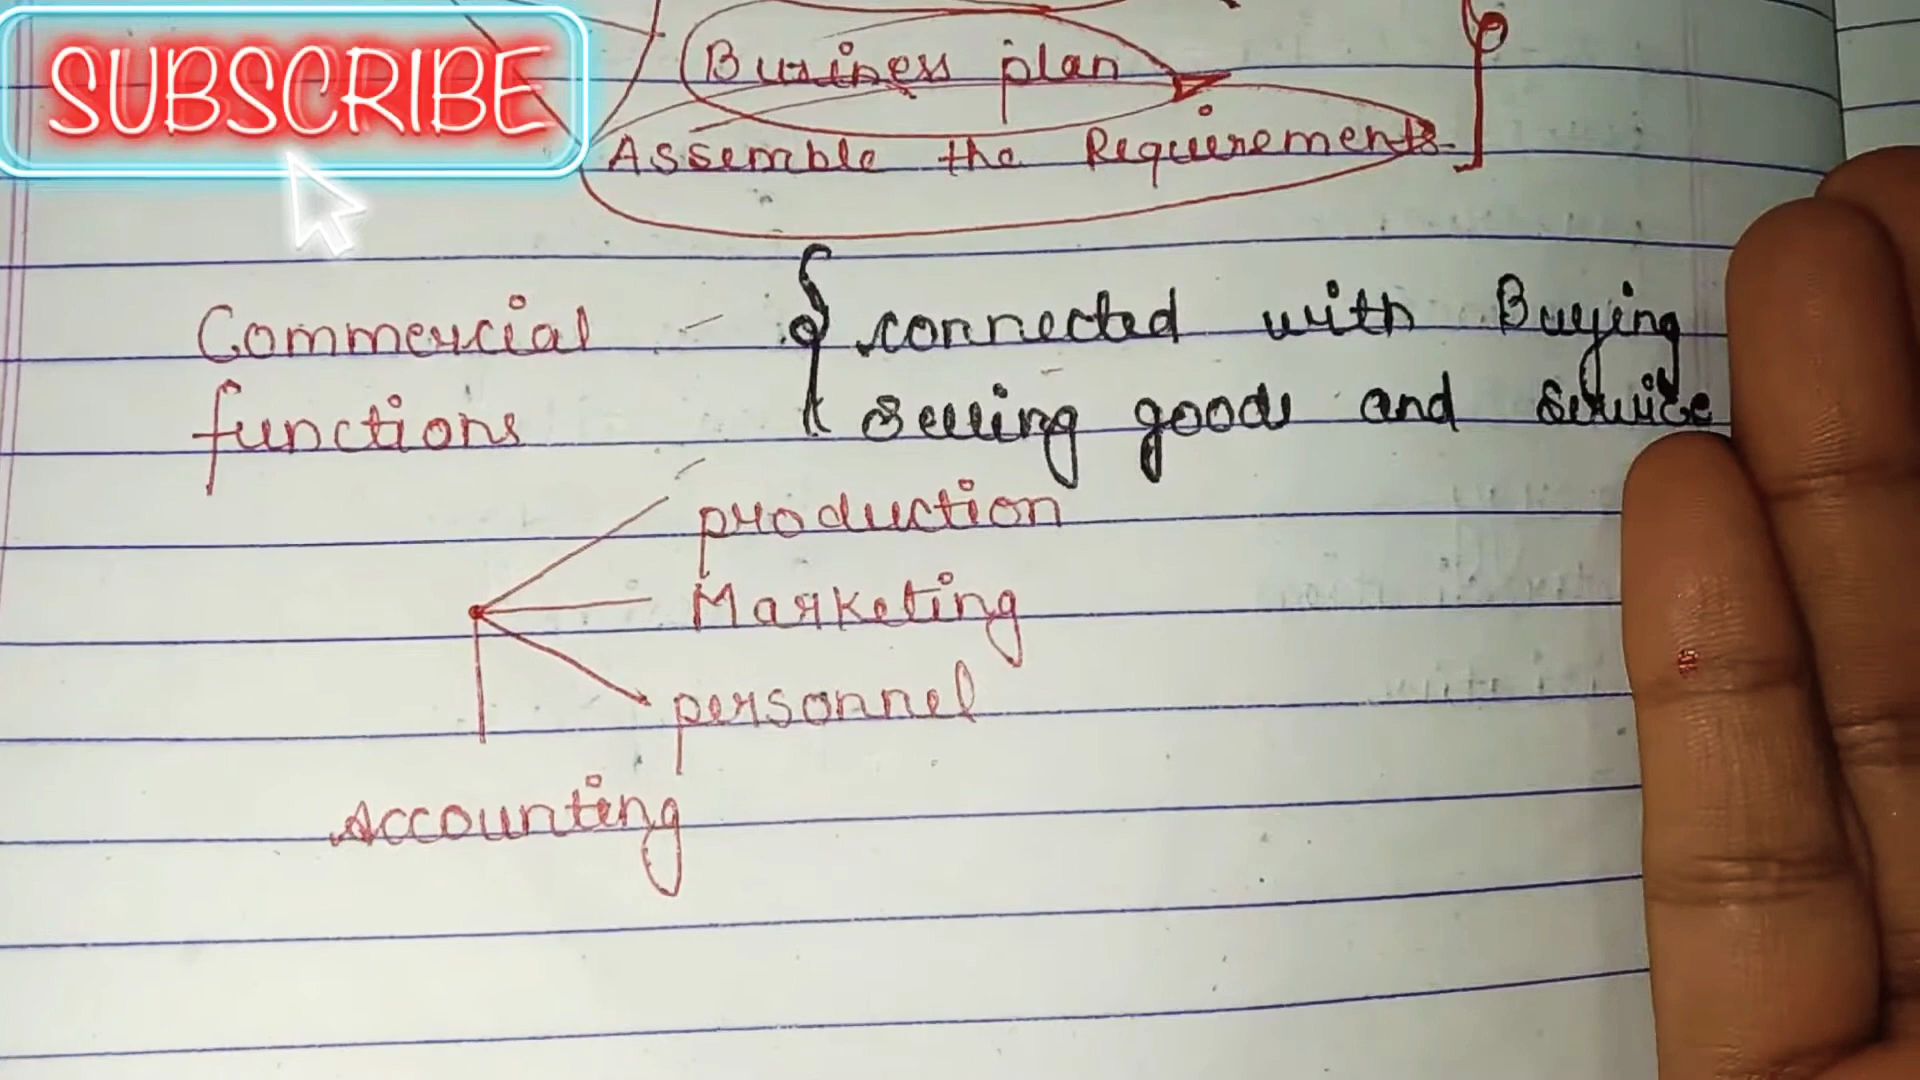 SUBSCRIBE
Business plan
Assemble the Requirements
Commercial - connected with Buying
functions selling goods and service
production
Marketing
personnel
Accounting